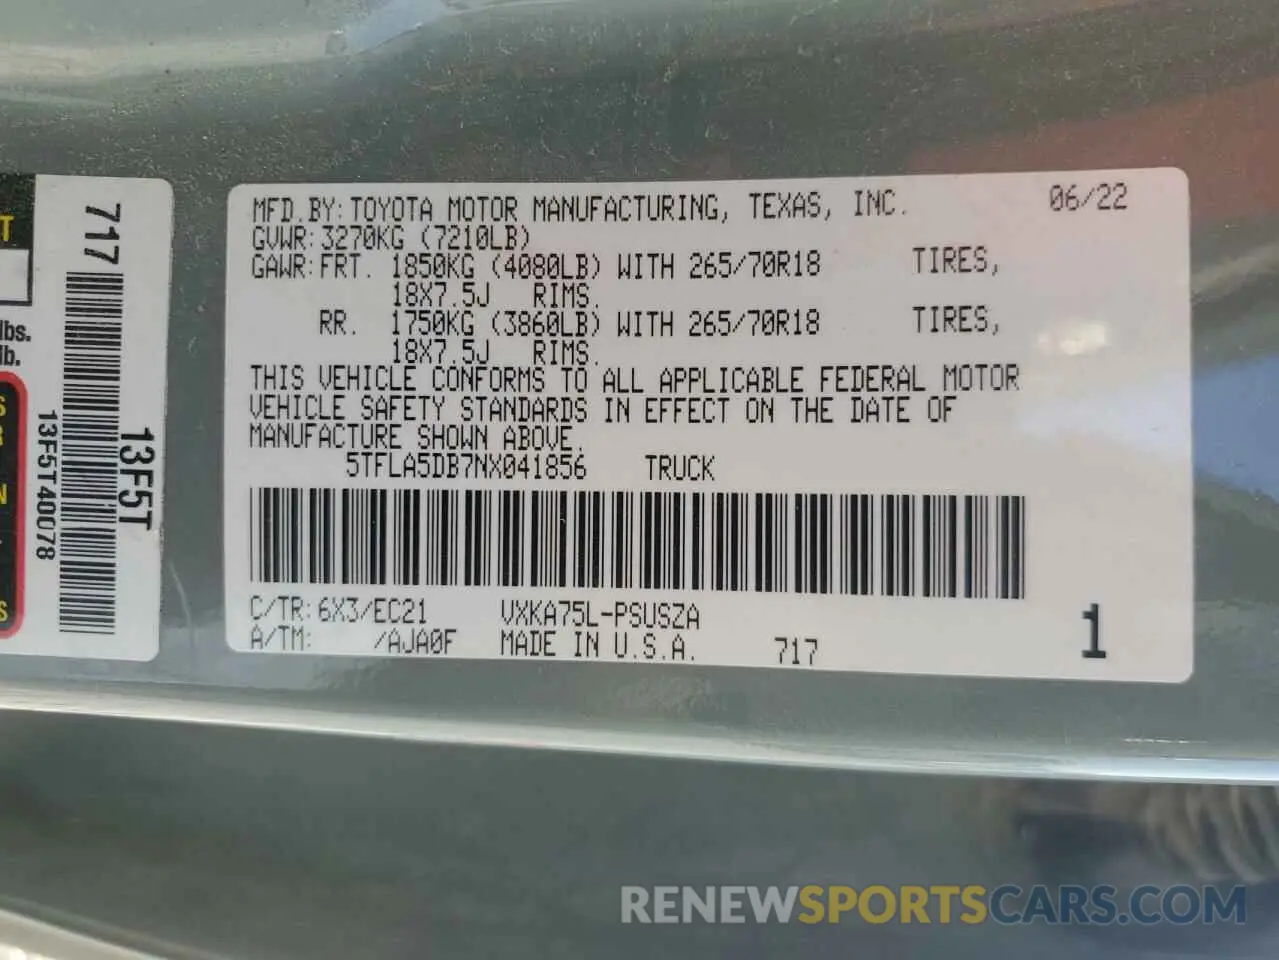 MFD.BY:TOYOTA MOTOR MANUFACTURING, TEXAS, INC. 06/22
GVWR:3270KG (7210LB)
GAWR:FRT. 1850KG (4080LB) WITH 265/70R18 TIRES,
18X7.5J RIMS.
RR. 1750KG (3860LB) WITH 265/70R18 TIRES,
18X7.5J RIMS.
THIS VEHICLE CONFORMS TO ALL APPLICABLE FEDERAL MOTOR
VEHICLE SAFETY STANDARDS IN EFFECT ON THE DATE OF
MANUFACTURE SHOWN ABOVE.
5TFLA5DB7NX041856 TRUCK
C/TR:6X3/EC21 VXKA75L-PSUSZA
A/TM: /AJA0F MADE IN U.S.A. 717
1
717
13F5T
13F5T40078
lbs.
lb.
RENEWSPORTSCARS.COM